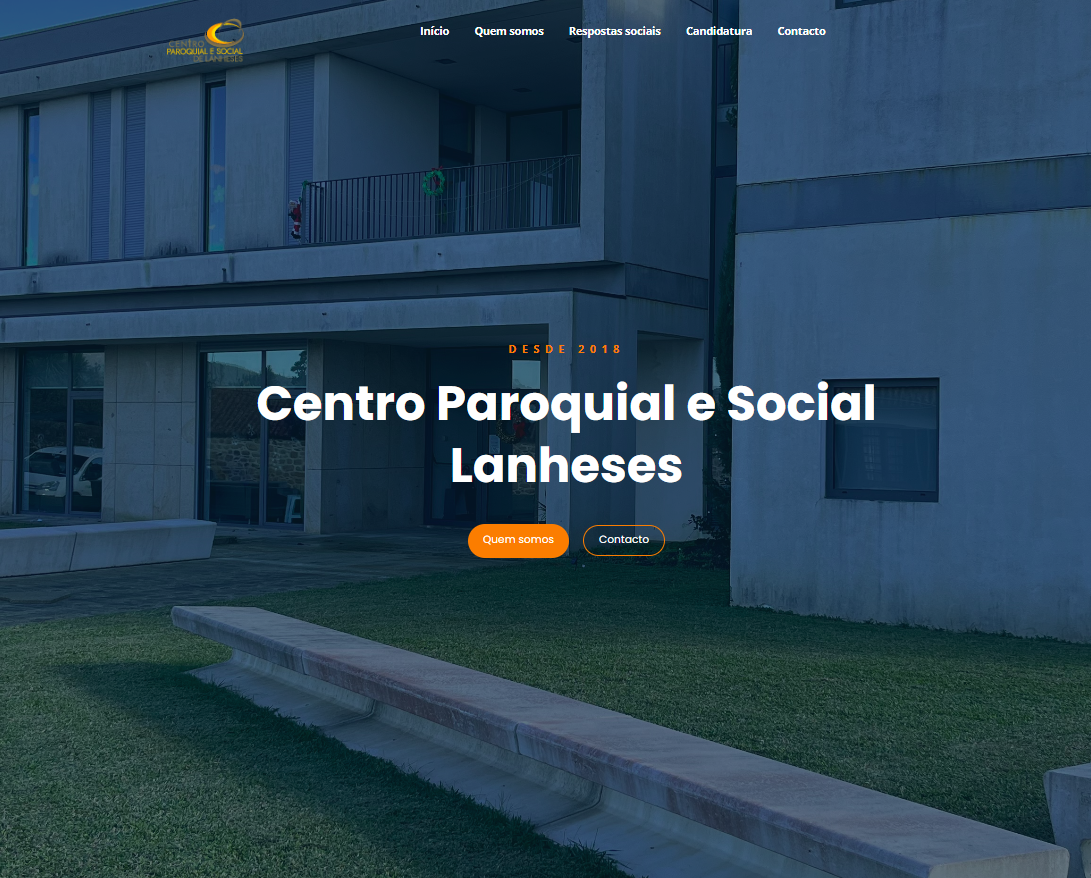 CENTRO
PAROQUIAL E SOCIAL
DE LANHESES
Início Quem somos Respostas sociais Candidatura Contacto
DESDE 2018
Centro Paroquial e Social
Lanheses
Quem somos Contacto